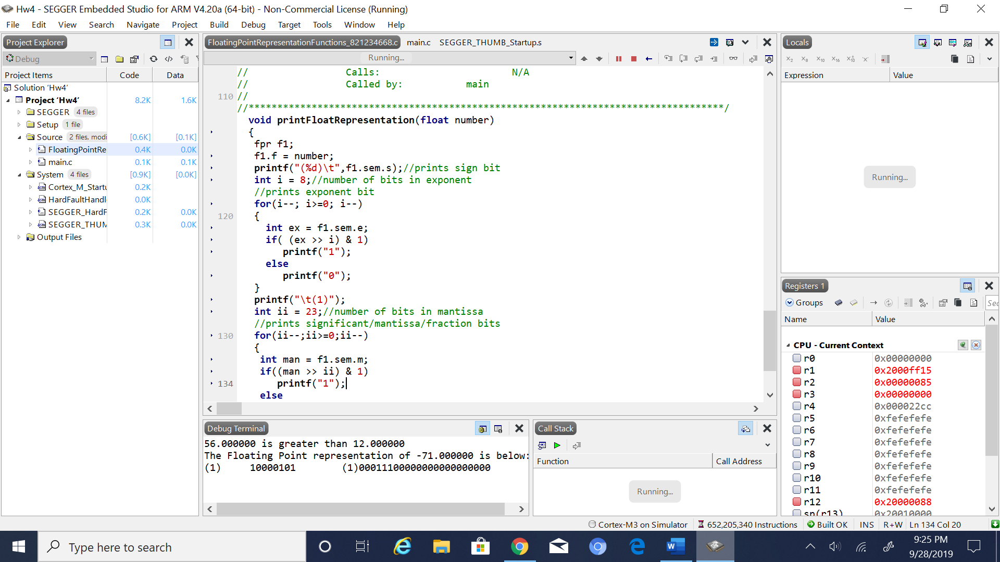 Hw4 - SEGGER Embedded Studio for ARM V4.20a (64-bit) - Non-Commercial License (Running)
File Edit View Search Navigate Project Build Debug Target Tools Window Help
Project Explorer
Debug
Project Items Code Data
Solution 'Hw4'
Project 'Hw4' 8.2K 1.6K
SEGGER 4 files
Setup 1 file
Source 2 files, modi [0.6K] [0.1K]
FloatingPointRe 0.4K 0.0K
main.c 0.1K 0.1K
System 4 files [0.9K] [0.0K]
Cortex_M_Startu 0.2K
HardFaultHandl 0.0K
SEGGER_HardF 0.2K 0.0K
SEGGER_THUM 0.3K 0.0K
Output Files
FloatingPointRepresentationFunctions_821234668.c main.c SEGGER_THUMB_Startup.s
Running...
// Calls: N/A
// Called by: main
110 //
//***********************************************************************************/
void printFloatRepresentation(float number)
{
fpr f1;
f1.f = number;
printf("(%d)\t",f1.sem.s);//prints sign bit
int i = 8;//number of bits in exponent
//prints exponent bit
for(i--; i>=0; i--)
120 {
int ex = f1.sem.e;
if( (ex >> i) & 1)
printf("1");
else
printf("0");
}
printf("\t(1)");
int ii = 23;//number of bits in mantissa
//prints significant/mantissa/fraction bits
130 for(ii--;ii>=0;ii--)
{
int man = f1.sem.m;
if((man >> ii) & 1)
134 printf("1");
else
Debug Terminal
56.000000 is greater than 12.000000
The Floating Point representation of -71.000000 is below:
(1) 10000101 (1)00011100000000000000000
Call Stack
Function Call Address
Running...
Locals
x2 x8 x10 x16 x±10 'x'
Expression Value
Running...
Registers 1
Groups Sec
Name Value
CPU - Current Context
r0 0x00000000
r1 0x2000ff15
r2 0x00000085
r3 0x00000000
r4 0x000022cc
r5 0xfefefefe
r6 0xfefefefe
r7 0xfefefefe
r8 0xfefefefe
r9 0xfefefefe
r10 0xfefefefe
r11 0xfefefefe
r12 0x20000088
sp(r13) 0x20010000
Cortex-M3 on Simulator 652,205,340 Instructions Built OK INS R+W Ln 134 Col 20
Type here to search
9:25 PM
9/28/2019